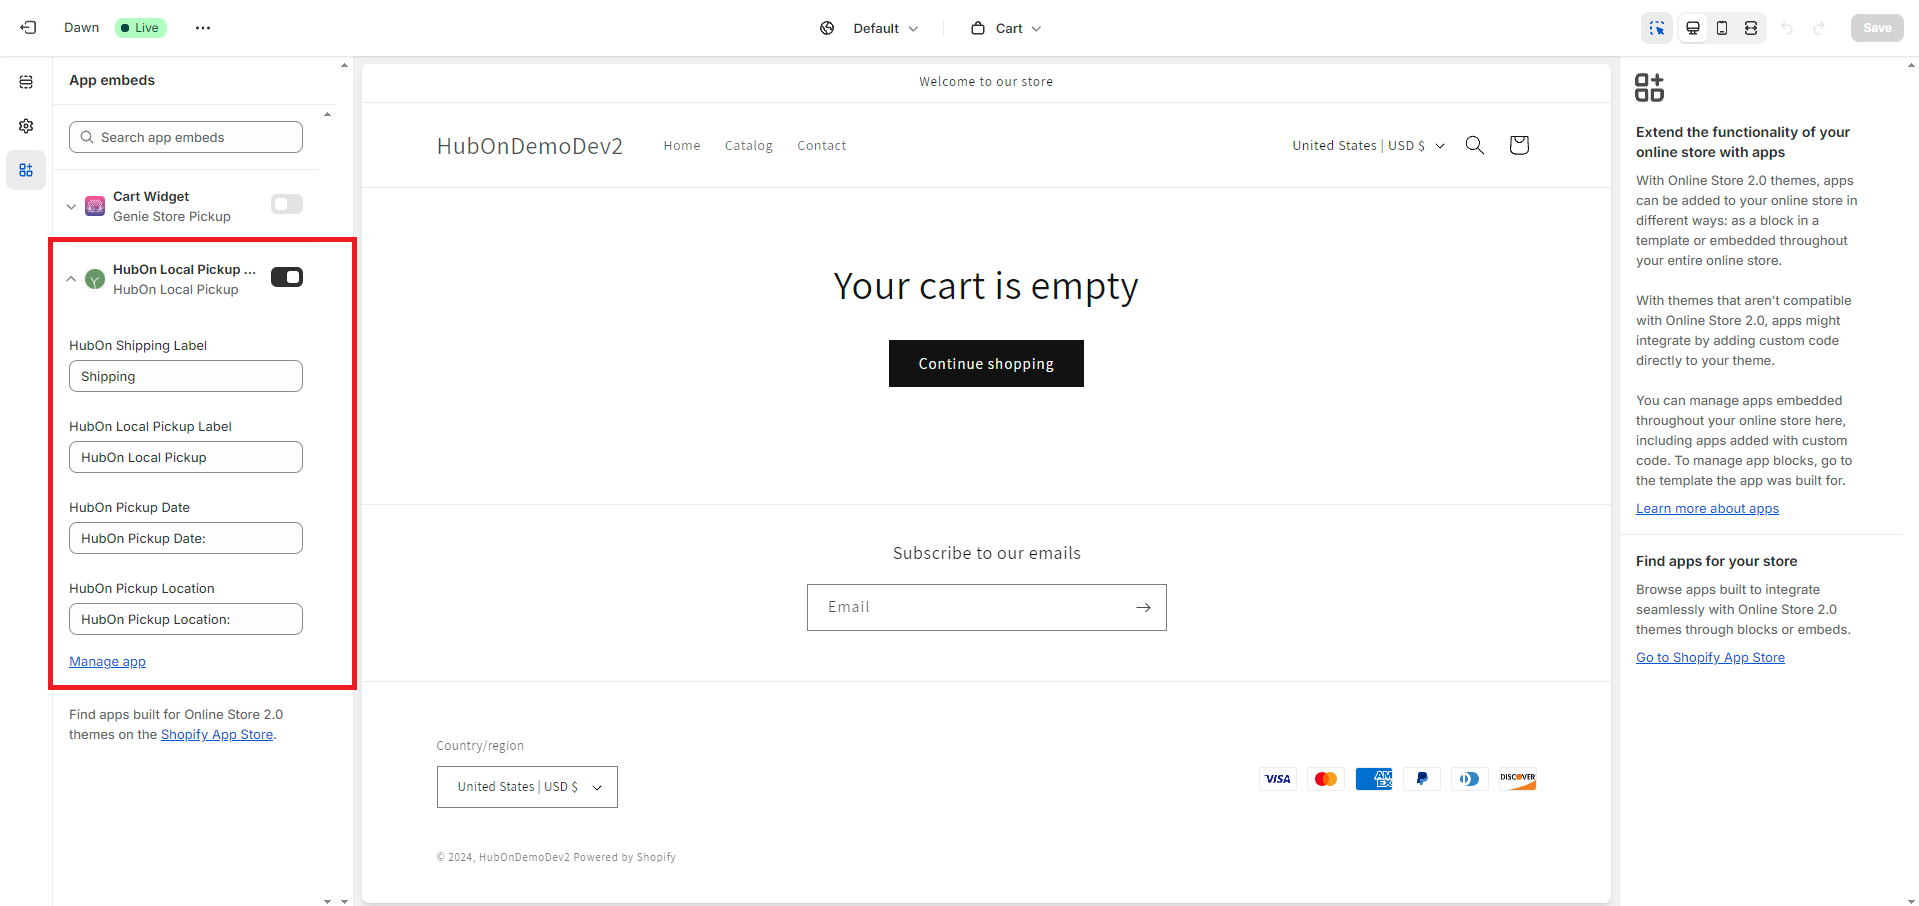 Dawn
Live
Default
Cart
Save
App embeds
Search app embeds
Cart Widget
Genie Store Pickup
HubOn Local Pickup ...
HubOn Local Pickup
HubOn Shipping Label
Shipping
HubOn Local Pickup Label
HubOn Local Pickup
HubOn Pickup Date
HubOn Pickup Date:
HubOn Pickup Location
HubOn Pickup Location:
Manage app
Find apps built for Online Store 2.0
themes on the Shopify App Store.
Welcome to our store
HubOnDemoDev2
Home
Catalog
Contact
United States | USD $
Your cart is empty
Continue shopping
Subscribe to our emails
Email
Country/region
United States | USD $
VISA
AM
EX
DISCOVER
© 2024, HubOnDemoDev2 Powered by Shopify
Extend the functionality of your
online store with apps
With Online Store 2.0 themes, apps
can be added to your online store in
different ways: as a block in a
template or embedded throughout
your entire online store.
With themes that aren’t compatible
with Online Store 2.0, apps might
integrate by adding custom code
directly to your theme.
You can manage apps embedded
throughout your online store here,
including apps added with custom
code. To manage app blocks, go to
the template the app was built for.
Learn more about apps
Find apps for your store
Browse apps built to integrate
seamlessly with Online Store 2.0
themes through blocks or embeds.
Go to Shopify App Store